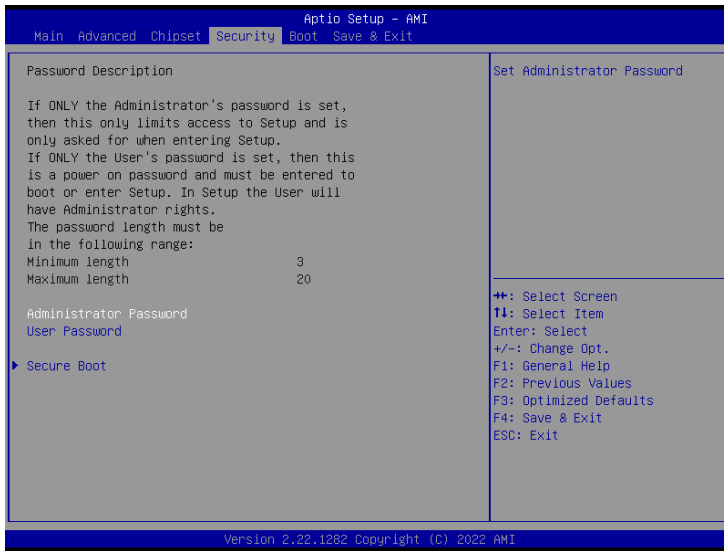 Aptio Setup – AMI
Main Advanced Chipset Security Boot Save & Exit
Password Description
If ONLY the Administrator's password is set,
then this only limits access to Setup and is
only asked for when entering Setup.
If ONLY the User's password is set, then this
is a power on password and must be entered to
boot or enter Setup. In Setup the User will
have Administrator rights.
The password length must be
in the following range:
Minimum length 3
Maximum length 20
Administrator Password
User Password
Secure Boot
Set Administrator Password
→←: Select Screen
↑↓: Select Item
Enter: Select
+/-: Change Opt.
F1: General Help
F2: Previous Values
F3: Optimized Defaults
F4: Save & Exit
ESC: Exit
Version 2.22.1282 Copyright (C) 2022 AMI